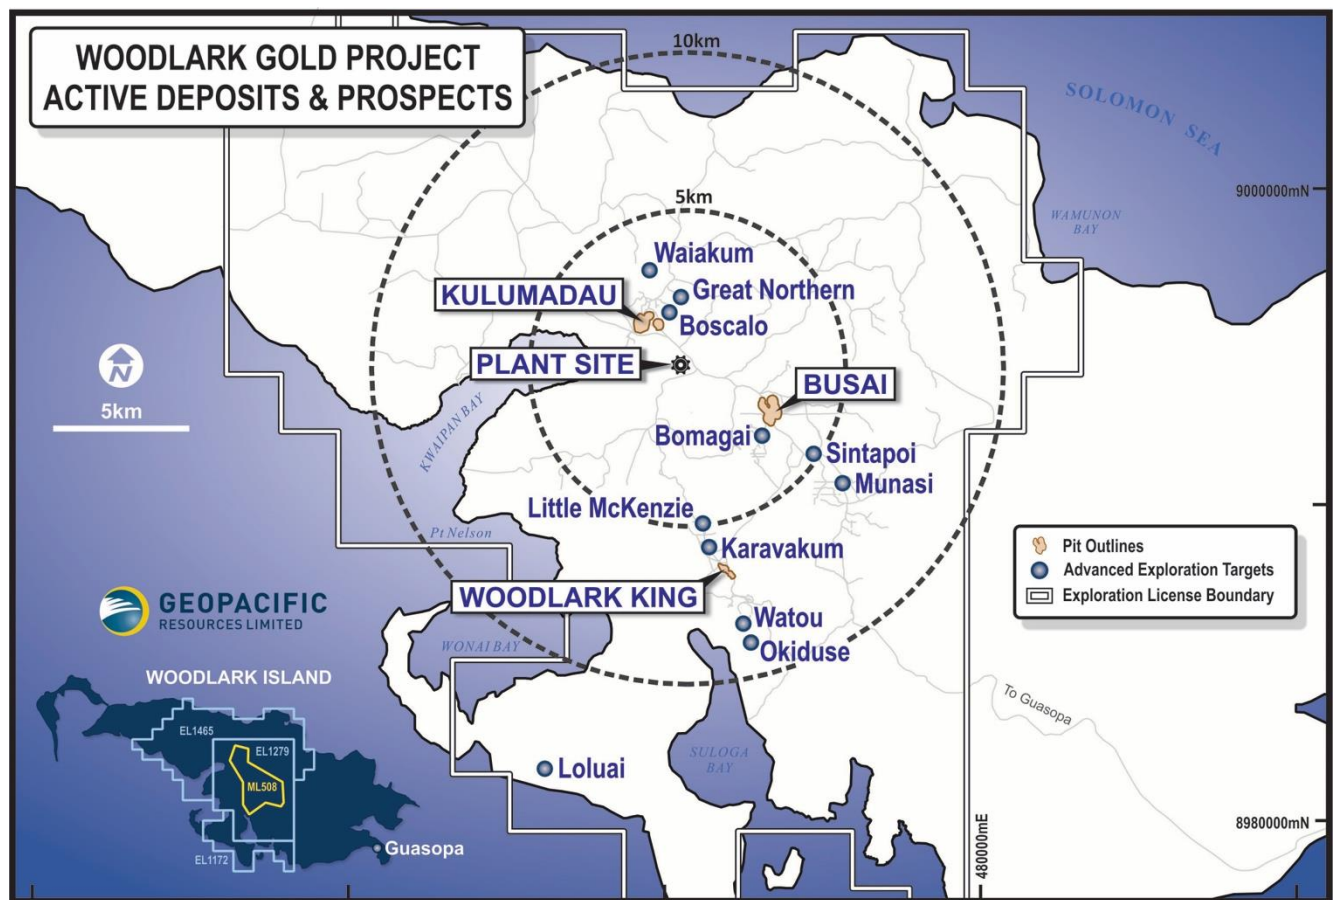 WOODLARK GOLD PROJECT
ACTIVE DEPOSITS & PROSPECTS
10km
SOLOMON SEA
9000000mN
5km
WAMUNON
BAY
Waiakum
KULUMADAU
Great Northern
Boscalo
PLANT SITE
N
5km
BUSAI
KWAIPAN BAY
Bomagai
Sintapoi
Munasi
Little McKenzie
Pt Nelson
Karavakum
Pit Outlines
Advanced Exploration Targets
Exploration License Boundary
WOODLARK KING
GEOPACIFIC
RESOURCES LIMITED
Watou
Okiduse
WONAI BAY
WOODLARK ISLAND
To Guasopa
EL1465
EL1279
ML508
EL1172
Guasopa
SULOGA
BAY
Loluai
480000mE
8980000mN